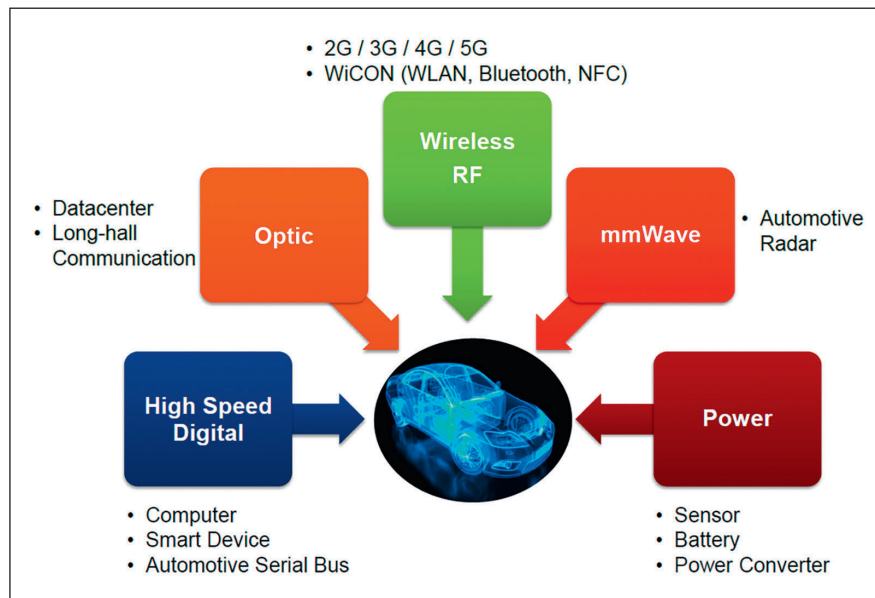 • 2G / 3G / 4G / 5G
• WiCON (WLAN, Bluetooth, NFC)
Wireless
RF
• Datacenter
• Long-hall
Communication
Optic
mmWave
• Automotive
Radar
High Speed
Digital
Power
• Computer
• Smart Device
• Automotive Serial Bus
• Sensor
• Battery
• Power Converter